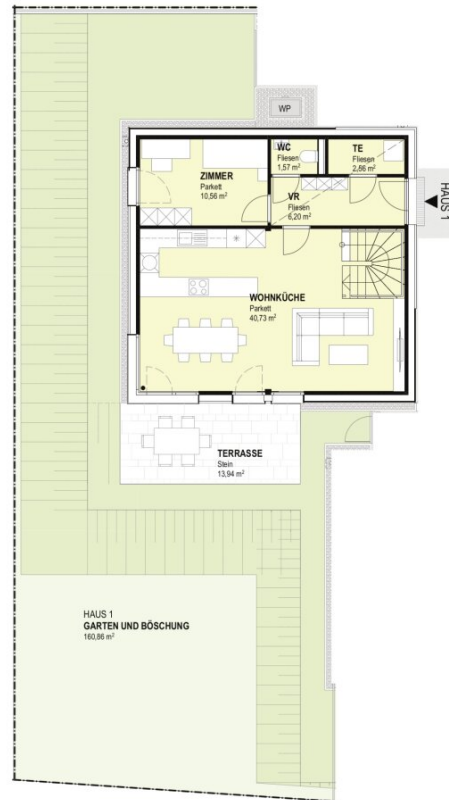 WP
WC
Fliesen
1,57 m²
TE
Fliesen
2,86 m²
ZIMMER
Parkett
10,56 m²
VR
Fliesen
6,20 m²
HAUS 1
WOHNKÜCHE
Parkett
40,73 m²
TERRASSE
Stein
13,94 m²
HAUS 1
GARTEN UND BÖSCHUNG
160,86 m²